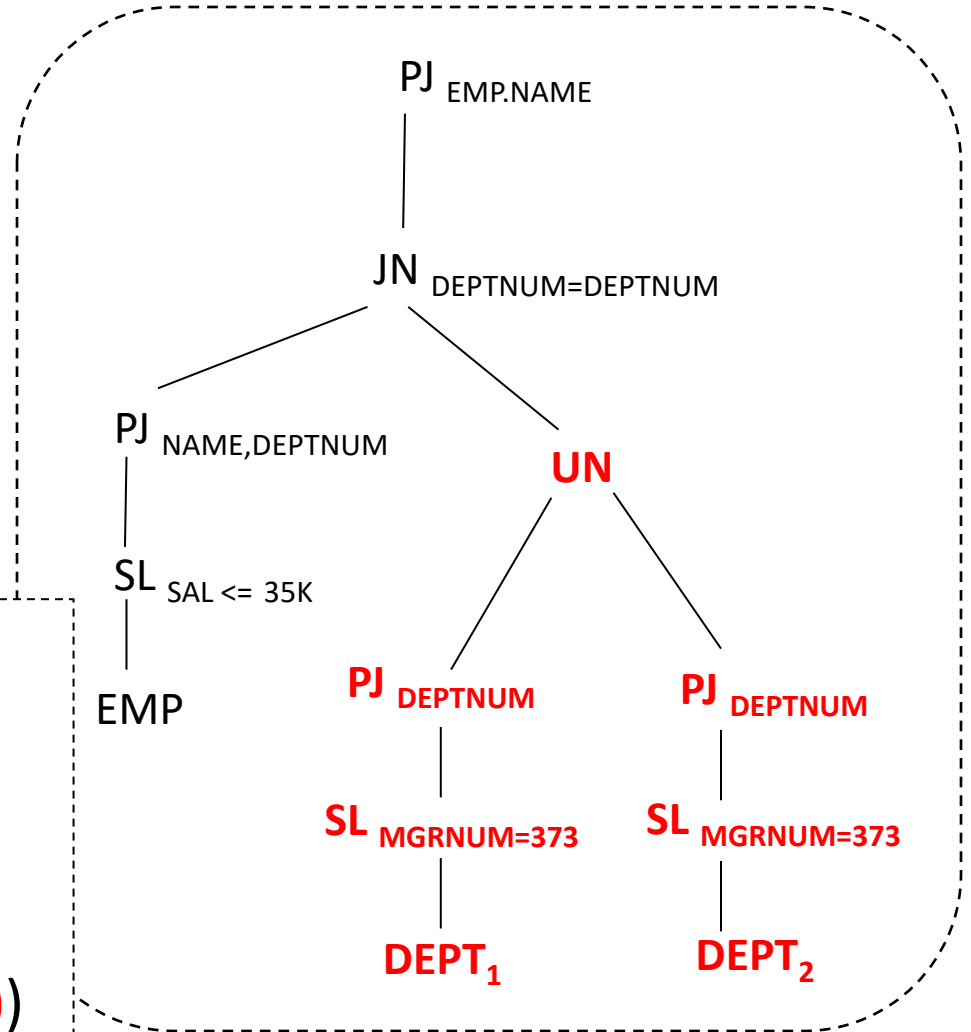 PJ EMP.NAME
JN DEPTNUM=DEPTNUM
PJ NAME,DEPTNUM
UN
SL SAL <= 35K
PJ DEPTNUM
PJ DEPTNUM
EMP
SL MGRNUM=373
SL MGRNUM=373
DEPT1
DEPT2
))